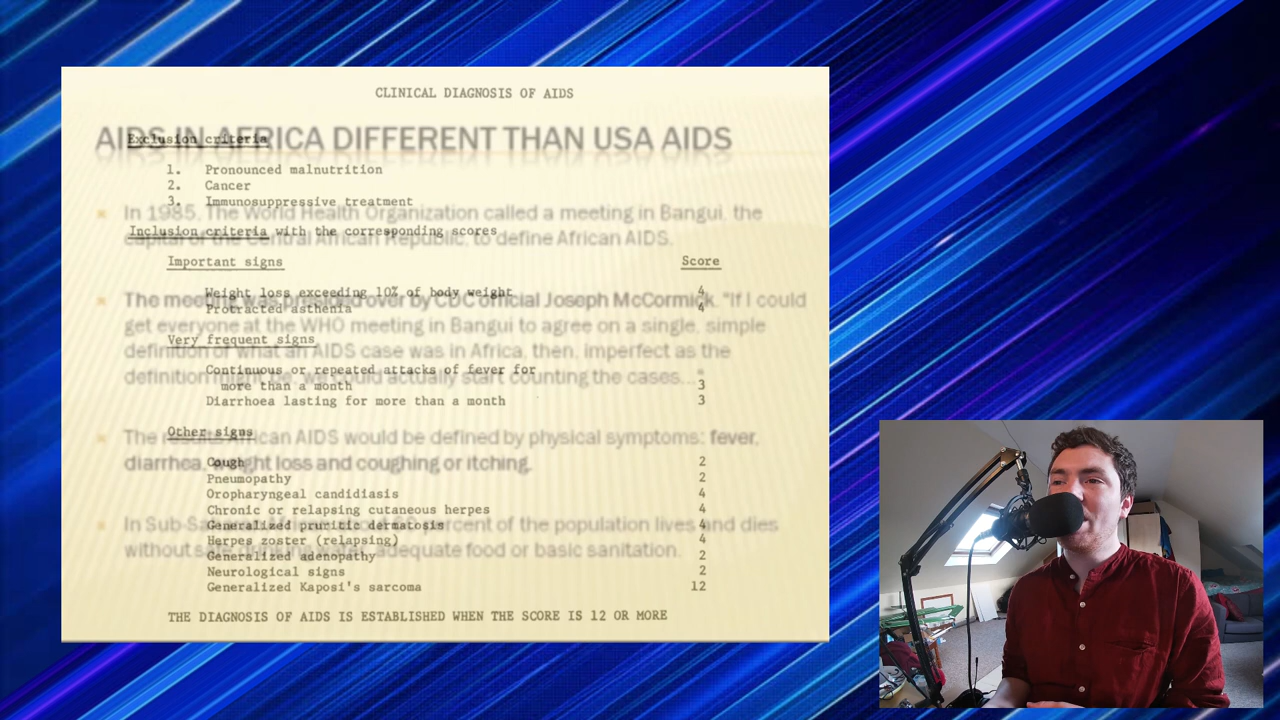 CLINICAL DIAGNOSIS OF AIDS
AIDS IN AFRICA DIFFERENT THAN USA AIDS
Exclusion criteria
1. Pronounced malnutrition
2. Cancer
3. Immunosuppressive treatment
In 1985, The World Health Organization called a meeting in Bangui, the
Inclusion criteria with the corresponding scores
capital of the Central African Republic, to define African AIDS.
Important signs Score
Weight loss exceeding 10% of body weight 4
The meeting was presided over by CDC official Joseph McCormick. "If I could
Protracted asthenia 4
get everyone at the WHO meeting in Bangui to agree on a single, simple
Very frequent signs
definition of what an AIDS case was in Africa, then, imperfect as the
Continuous or repeated attacks of fever for
definition might be, we could actually start counting the cases...
more than a month 3
Diarrhoea lasting for more than a month 3
Other signs
The African AIDS would be defined by physical symptoms: fever,
Cough 2
diarrhea, weight loss and coughing or itching.
Pneumopathy 2
Oropharyngeal candidiasis 4
Chronic or relapsing cutaneous herpes 4
Generalized pruritic dermatosis 4
In percent of the population lives and dies
Herpes zoster (relapsing) 4
without adequate food or basic sanitation.
Generalized adenopathy 2
Neurological signs 2
Generalized Kaposi's sarcoma 12
THE DIAGNOSIS OF AIDS IS ESTABLISHED WHEN THE SCORE IS 12 OR MORE